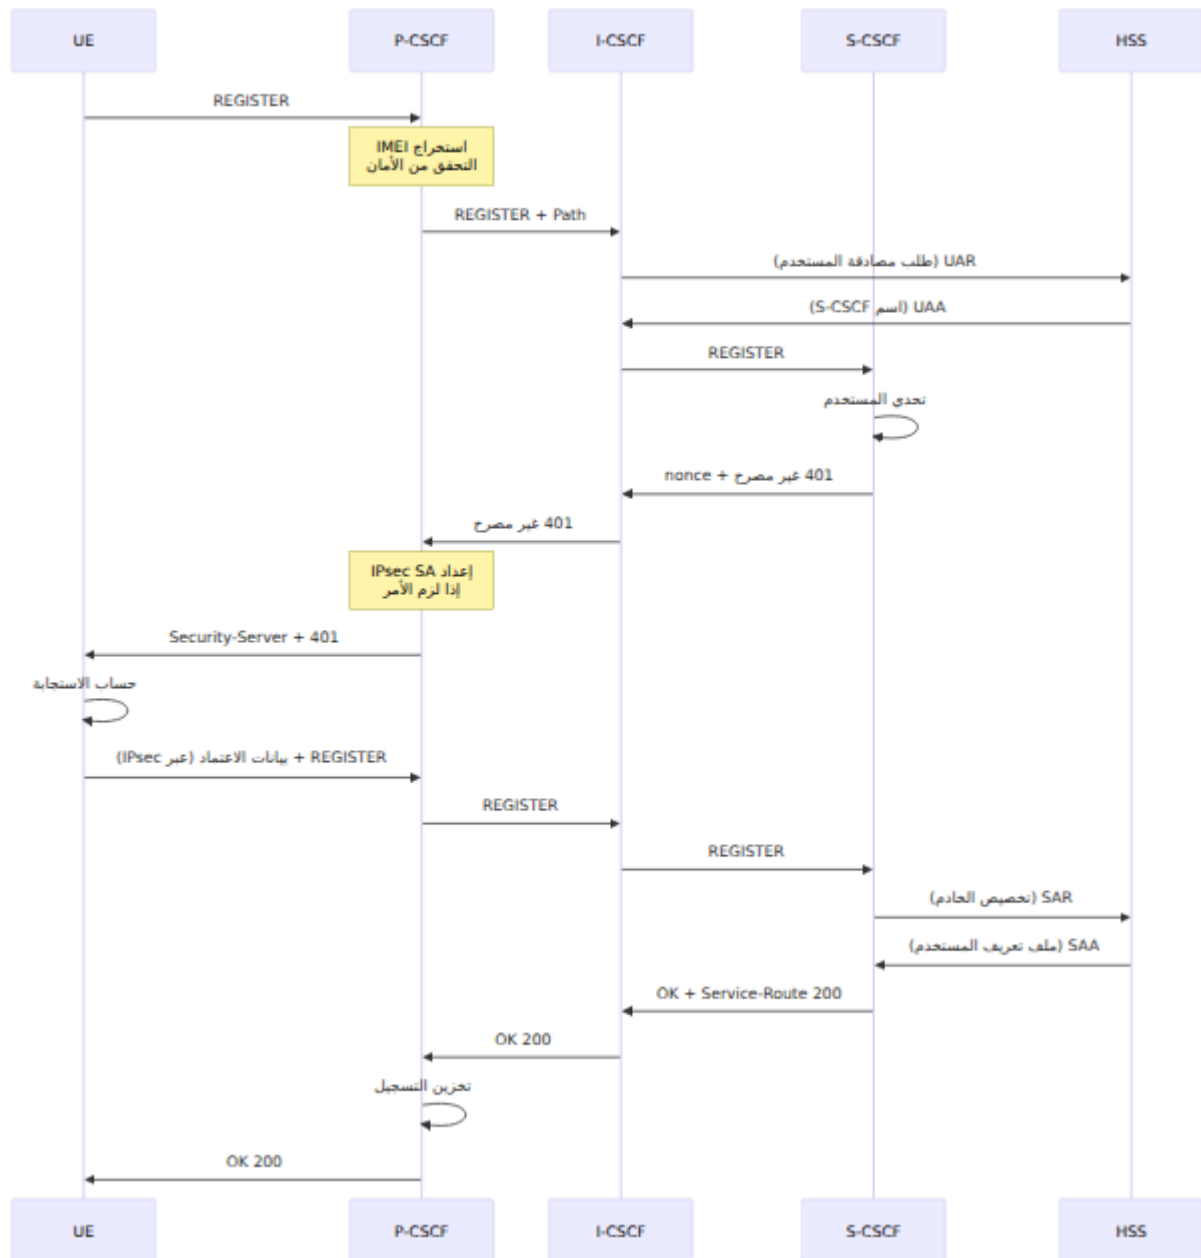 UE
P-CSCF
I-CSCF
S-CSCF
HSS
REGISTER
استخراج IMEI
التحقق من الأمان
REGISTER + Path
UAR (طلب مصادقة المستخدم)
UAA (اسم S-CSCF)
REGISTER
تحدي المستخدم
401 غير مصرح + nonce
401 غير مصرح
إعداد IPsec SA
إذا لزم الأمر
Security-Server + 401
حساب الاستجابة
REGISTER + بيانات الاعتماد (عبر IPsec)
REGISTER
REGISTER
SAR (تخصيص الخادم)
SAA (ملف تعريف المستخدم)
OK + Service-Route 200
OK 200
تخزين التسجيل
OK 200
UE
P-CSCF
I-CSCF
S-CSCF
HSS